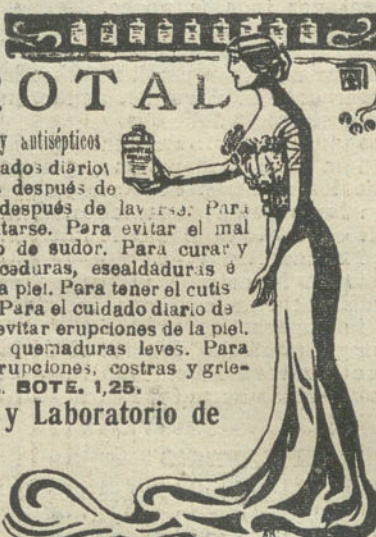 OTAL
y antisépticos
ados diarios
después de
después de lavarse. Para
tarse. Para evitar el mal
o de sudor. Para curar y
ceduras, esealdaduras é
a piel. Para tener el cutis
Para el cuidado diario de
evitar erupciones de la piel.
quemaduras leves. Para
rupciones, costras y grie-
BOTE. 1,25.
y Laboratorio de